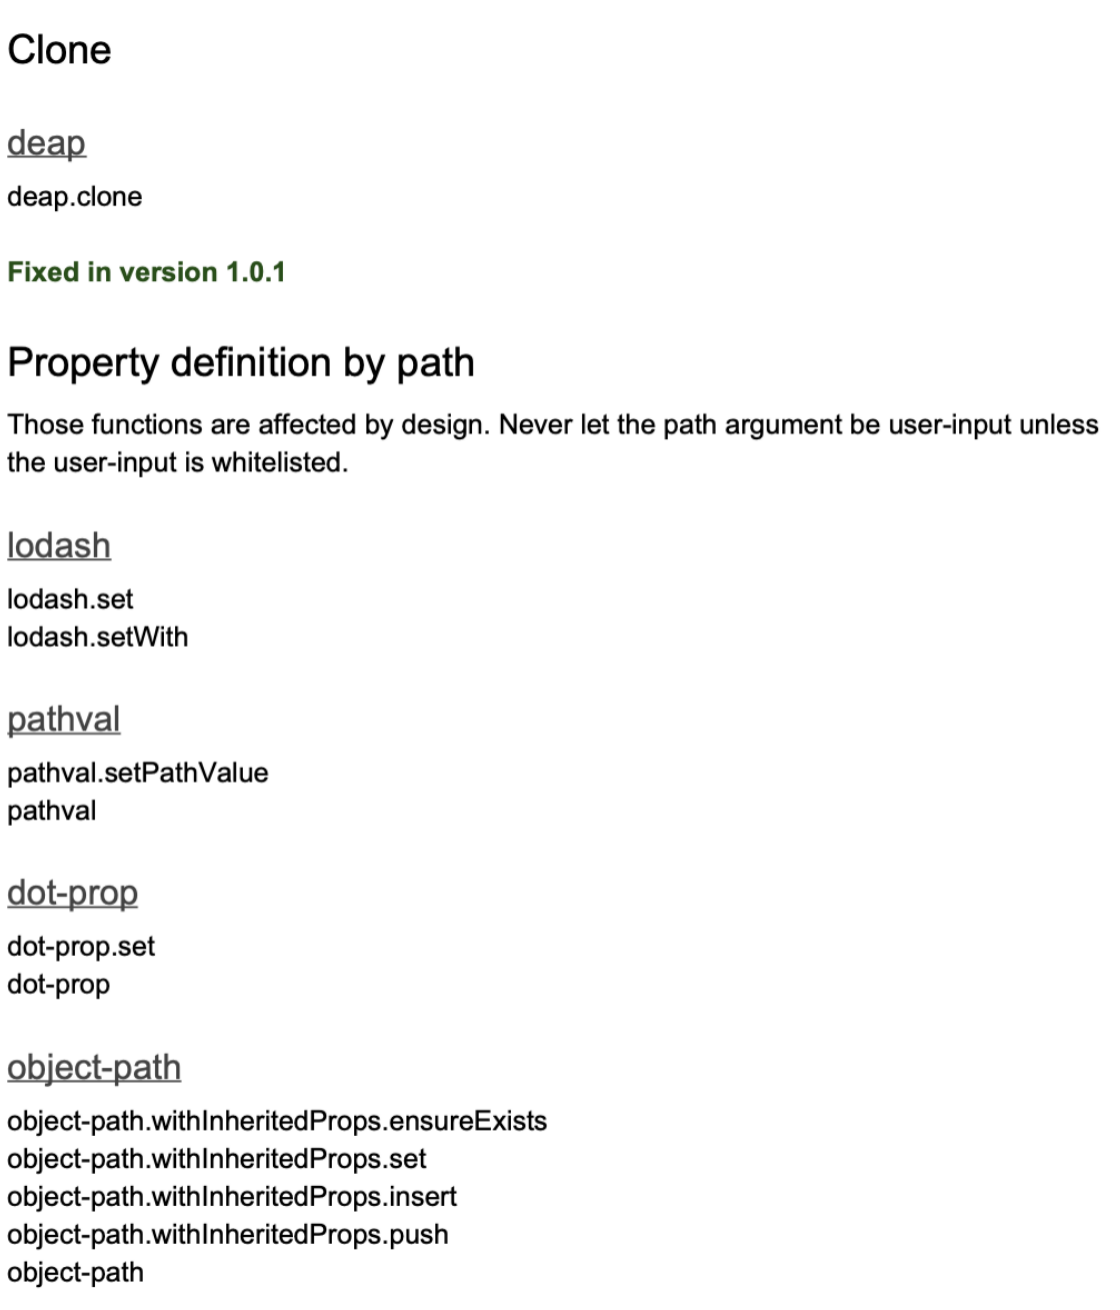 Clone
deap
deap.clone
Fixed in version 1.0.1
Property definition by path
Those functions are affected by design. Never let the path argument be user-input unless
the user-input is whitelisted.
lodash
lodash.set
lodash.setWith
pathval
pathval.setPathValue
pathval
dot-prop
dot-prop.set
dot-prop
object-path
object-path.withInheritedProps.ensureExists
object-path.withInheritedProps.set
object-path.withInheritedProps.insert
object-path.withInheritedProps.push
object-path